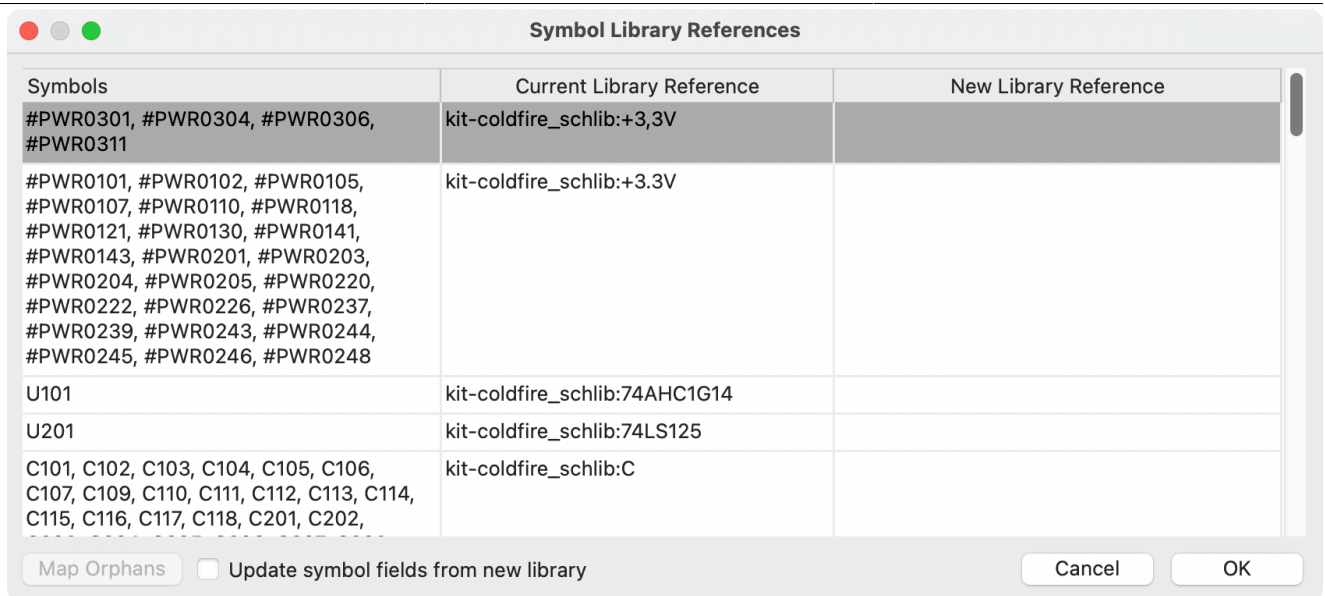 Symbol Library References
Symbols Current Library Reference New Library Reference
#PWR0301, #PWR0304, #PWR0306, kit-coldfire_schlib:+3,3V
#PWR0311
#PWR0101, #PWR0102, #PWR0105, kit-coldfire_schlib:+3.3V
#PWR0107, #PWR0110, #PWR0118,
#PWR0121, #PWR0130, #PWR0141,
#PWR0143, #PWR0201, #PWR0203,
#PWR0204, #PWR0205, #PWR0220,
#PWR0222, #PWR0226, #PWR0237,
#PWR0239, #PWR0243, #PWR0244,
#PWR0245, #PWR0246, #PWR0248
U101 kit-coldfire_schlib:74AHC1G14
U201 kit-coldfire_schlib:74LS125
C101, C102, C103, C104, C105, C106, kit-coldfire_schlib:C
C107, C109, C110, C111, C112, C113, C114,
C115, C116, C117, C118, C201, C202,
Map Orphans Update symbol fields from new library Cancel OK